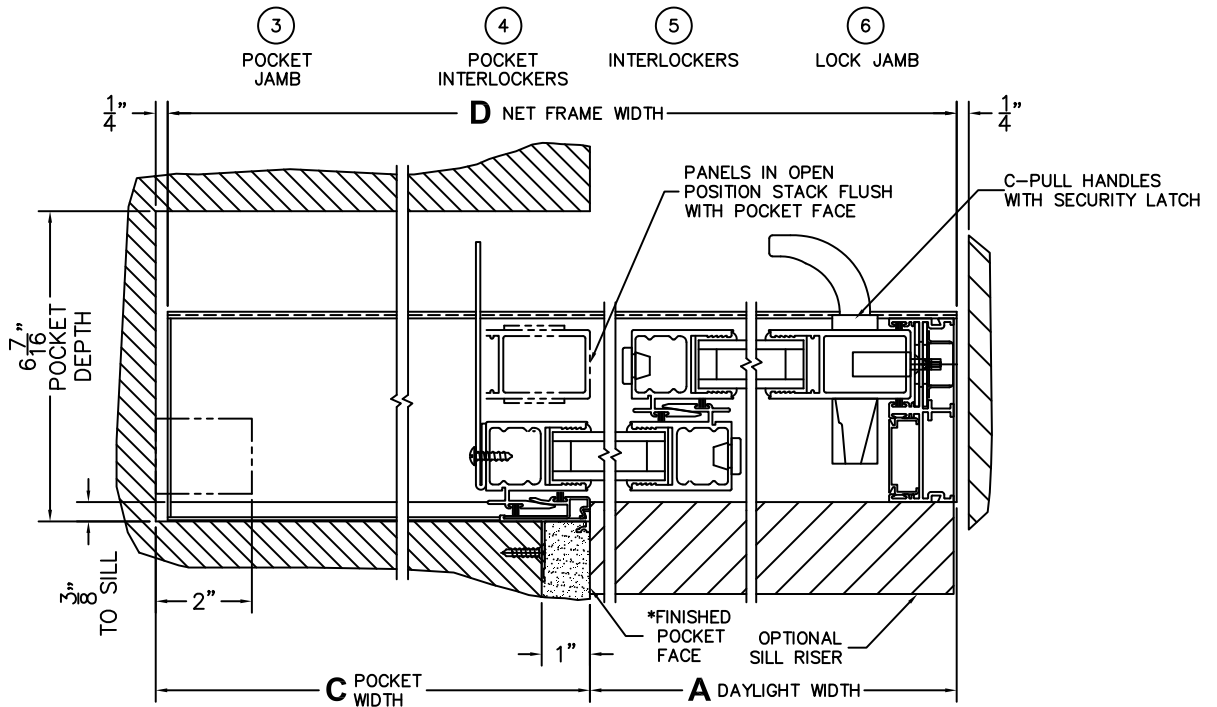 3
POCKET
JAMB
4
POCKET
INTERLOCKERS
5
INTERLOCKERS
6
LOCK JAMB
1/4"
D NET FRAME WIDTH
1/4"
PANELS IN OPEN
POSITION STACK FLUSH
WITH POCKET FACE
C-PULL HANDLES
WITH SECURITY LATCH
6 7/16"
POCKET
DEPTH
3/8"
TO SILL
2"
1"
*FINISHED
POCKET
FACE
OPTIONAL
SILL RISER
C POCKET
WIDTH
A DAYLIGHT WIDTH